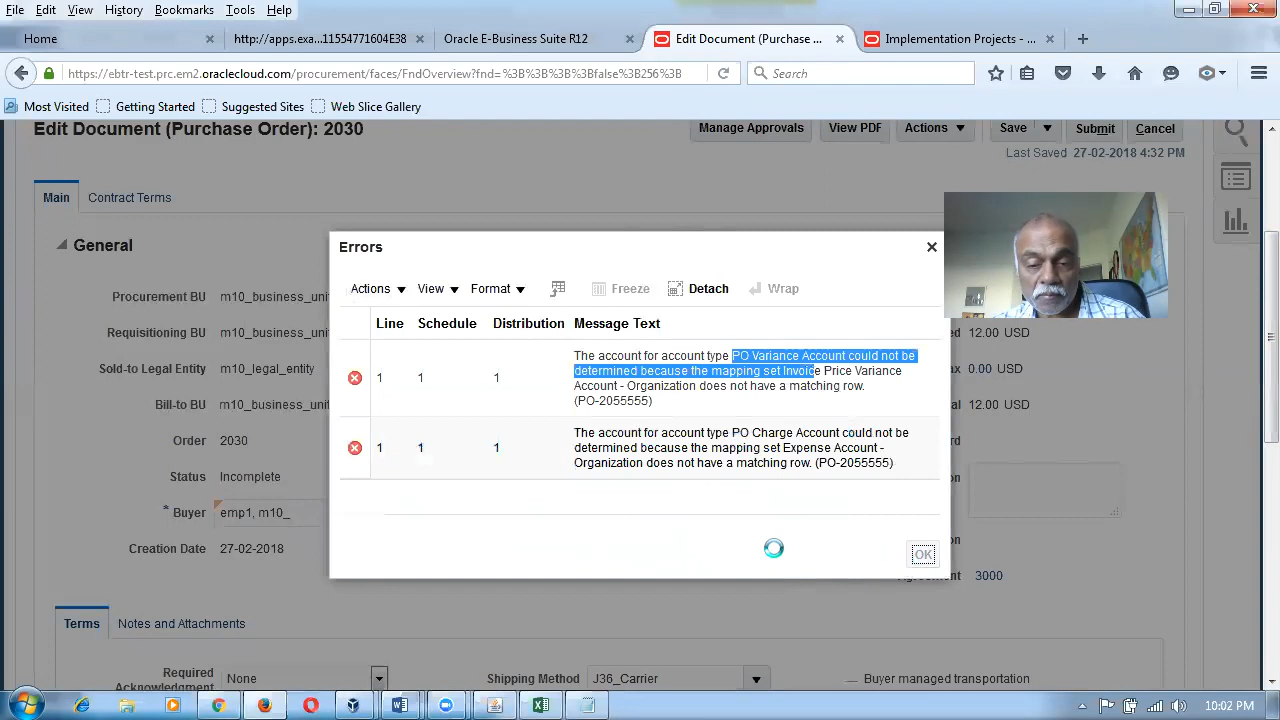 File Edit View History Bookmarks Tools Help
Home http://apps.exa...11554771604E38 Oracle E-Business Suite R12 Edit Document (Purchase ... Implementation Projects - ...
https://ebtr-test.prc.em2.oraclecloud.com/procurement/faces/FndOverview?fnd=%3B%3B%3B%3Bfalse%3B256%3B Search
Most Visited Getting Started Suggested Sites Web Slice Gallery
Edit Document (Purchase Order): 2030 Manage Approvals View PDF Actions Save Submit Cancel
Last Saved 27-02-2018 4:32 PM
Main Contract Terms
General
Errors
Procurement BU m10_business_uni
Requisitioning BU m10_business_uni
Sold-to Legal Entity m10_legal_entity
Bill-to BU m10_business_un
Order 2030
Status Incomplete
* Buyer emp1, m10_
Creation Date 27-02-2018
Actions View Format Freeze Detach Wrap
Line Schedule Distribution Message Text
1 1 1 The account for account type PO Variance Account could not be
determined because the mapping set Invoice Price Variance
Account - Organization does not have a matching row.
(PO-2055555)
1 1 1 The account for account type PO Charge Account could not be
determined because the mapping set Expense Account -
Organization does not have a matching row. (PO-2055555)
OK
12.00 USD
0.00 USD
12.00 USD
3000
Terms Notes and Attachments
Required
Acknowledgment None Shipping Method J36_Carrier Buyer managed transportation
10:02 PM